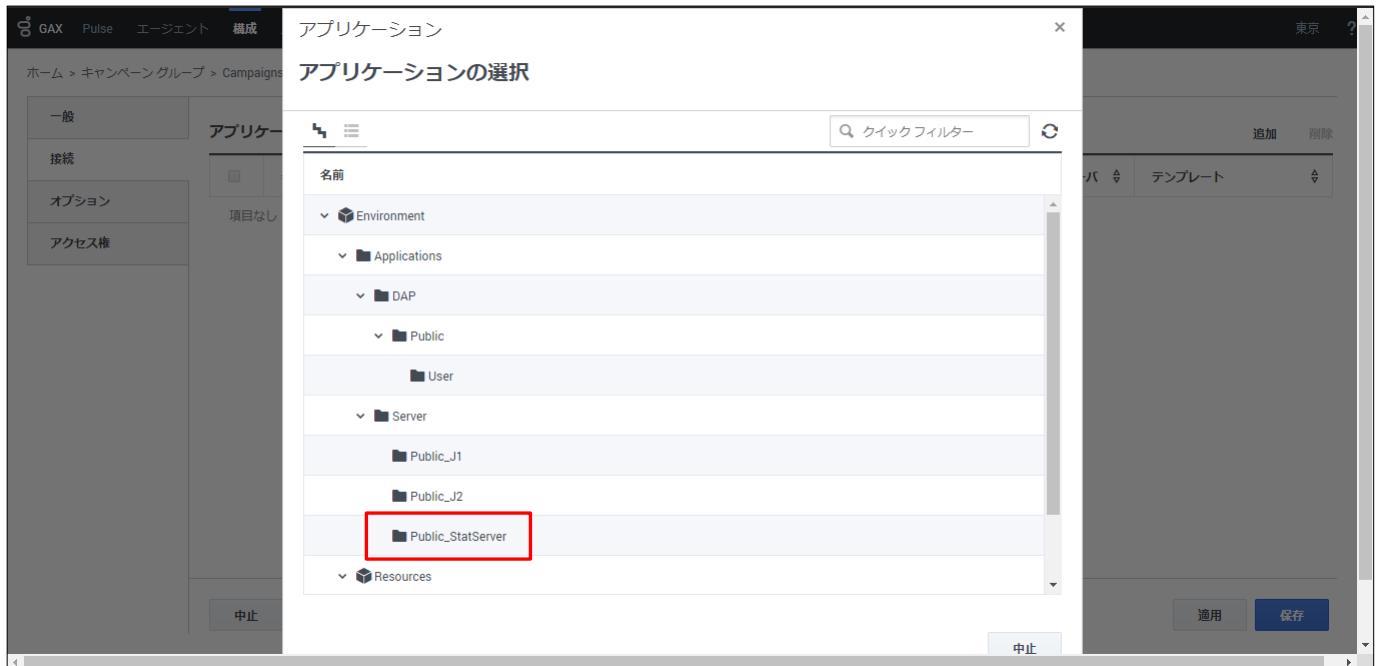 GAX Pulse エージェント 構成 東京 ?
ホーム > キャンペーン グループ > Campaigns
アプリケーション ×
アプリケーションの選択
一般
接続
オプション
アクセス権
アプリケー
追加 削除
バ テンプレート
項目なし
クイック フィルター
名前
Environment
Applications
DAP
Public
User
Server
Public_J1
Public_J2
Public_StatServer
Resources
中止 適用 保存
中止